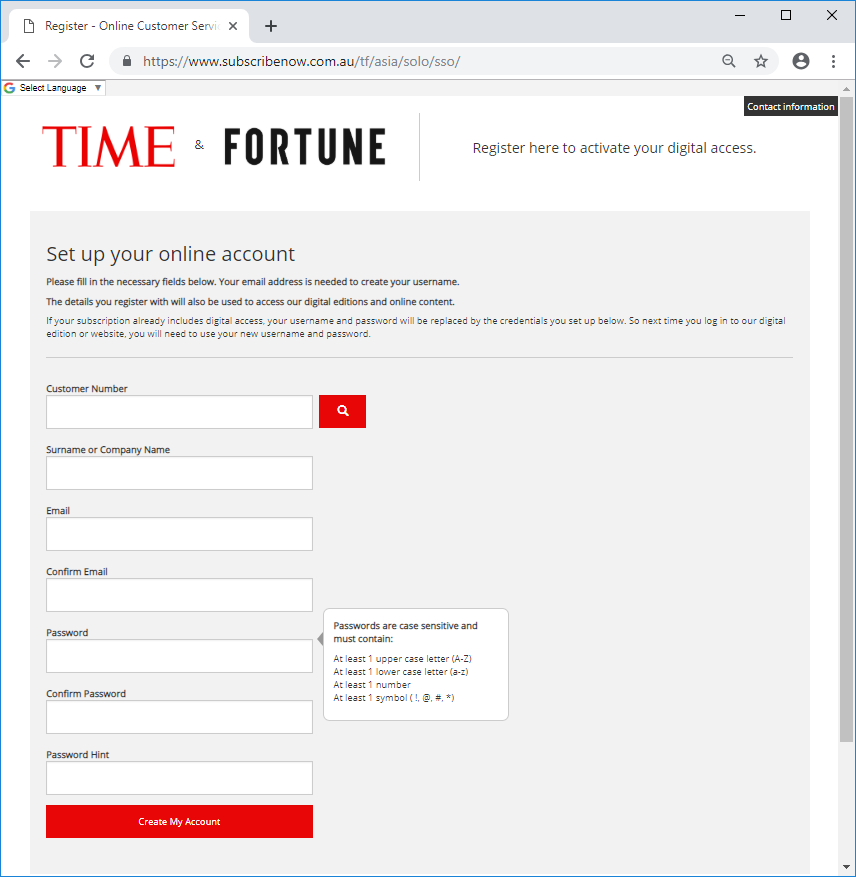 Register - Online Customer Servi
https://www.subscribenow.com.au/tf/asia/solo/sso/
Select Language ▼
Contact information
TIME & FORTUNE
Register here to activate your digital access.
Set up your online account
Please fill in the necessary fields below. Your email address is needed to create your username.
The details you register with will also be used to access our digital editions and online content.
If your subscription already includes digital access, your username and password will be replaced by the credentials you set up below. So next time you log in to our digital
edition or website, you will need to use your new username and password.
Customer Number
Surname or Company Name
Email
Confirm Email
Password
Passwords are case sensitive and
must contain:
At least 1 upper case letter (A-Z)
At least 1 lower case letter (a-z)
At least 1 number
At least 1 symbol ( !, @, #, *)
Confirm Password
Password Hint
Create My Account